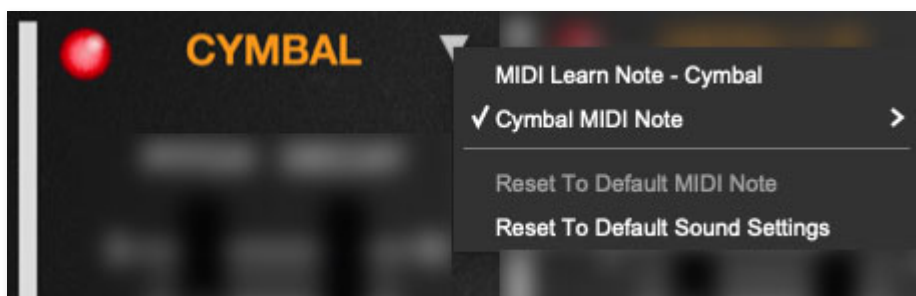 CYMBAL
MIDI Learn Note - Cymbal
Cymbal MIDI Note
Reset To Default MIDI Note
Reset To Default Sound Settings